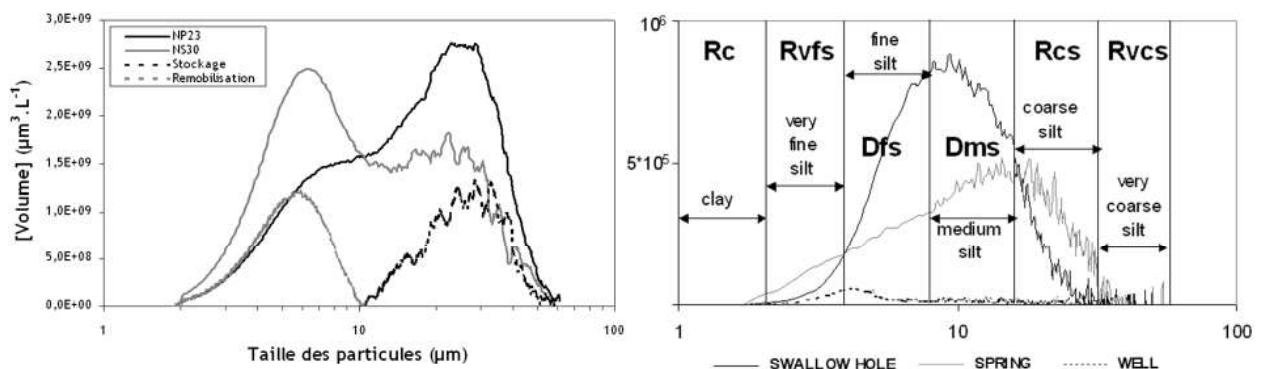 [Volume] (µm³.L⁻¹)
3,0E+09
2,5E+09
2,0E+09
1,5E+09
1,0E+09
5,0E+08
0,0E+00
NP23
NS30
Stockage
Remobilisation
1
10
100
Taille des particules (µm)
10⁶
5*10⁵
Rc
Rvfs
fine
silt
Rcs
Rvcs
very
fine
silt
Dfs
Dms
coarse
silt
clay
medium
silt
very
coarse
silt
1
10
100
SWALLOW HOLE
SPRING
WELL